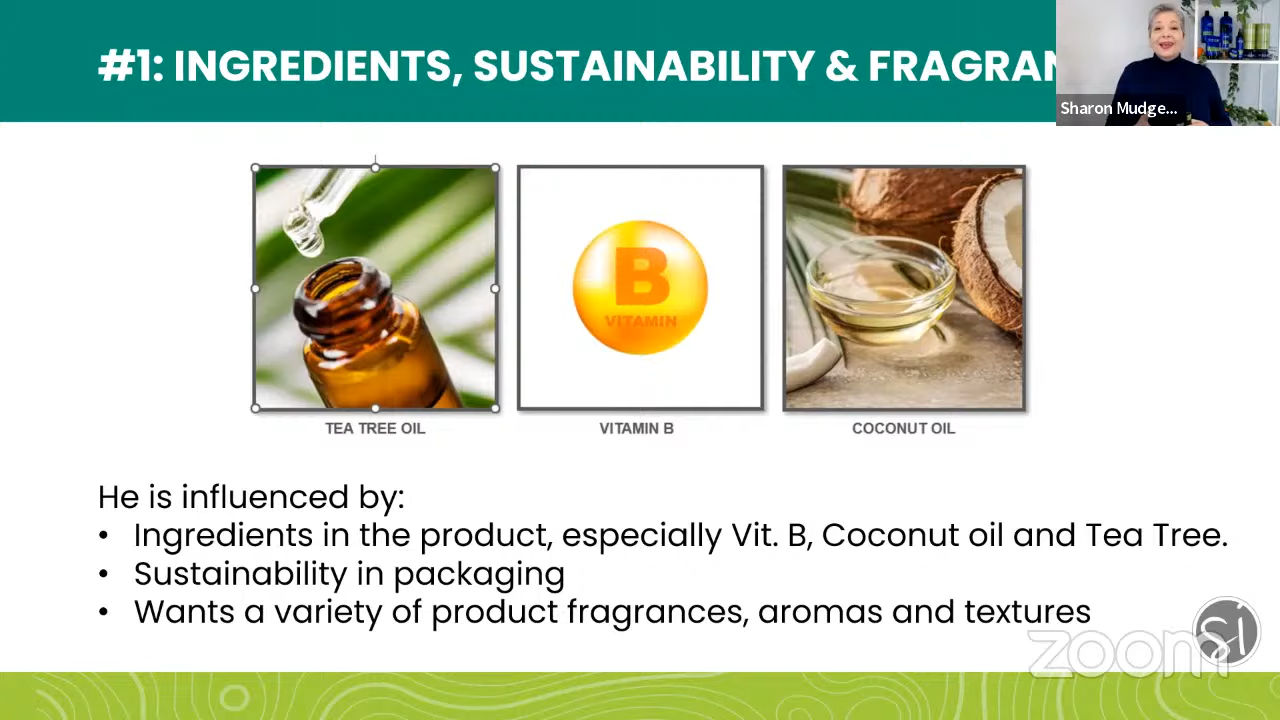 #1: INGREDIENTS, SUSTAINABILITY & FRAGRAN
Sharon Mudge...
B
VITAMIN
TEA TREE OIL
VITAMIN B
COCONUT OIL
He is influenced by:
• Ingredients in the product, especially Vit. B, Coconut oil and Tea Tree.
• Sustainability in packaging
• Wants a variety of product fragrances, aromas and textures
zoom